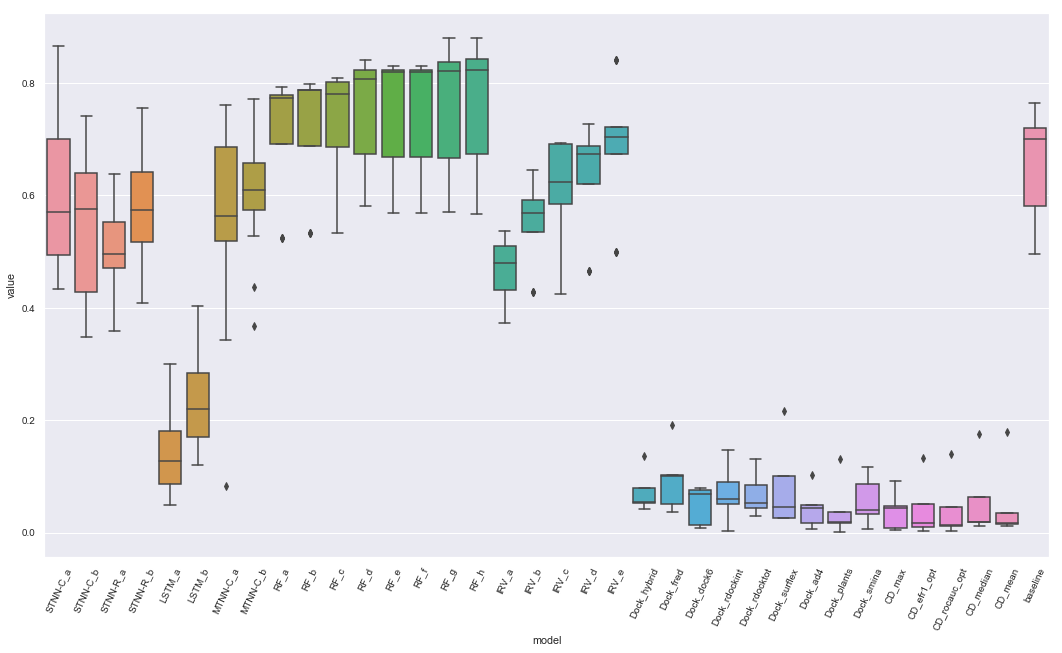 value
0.8
0.6
0.4
0.2
0.0
STNN-C_a
STNN-C_b
STNN-R_a
STNN-R_b
LSTM_a
LSTM_b
MTNN-C_a
MTNN-C_b
RF_a
RF_b
RF_c
RF_d
RF_e
RF_f
RF_g
RF_h
IRV_a
IRV_b
IRV_c
IRV_d
IRV_e
Dock_hybrid
Dock_fred
Dock_dock6
Dock_rdockint
Dock_rdocktot
Dock_surflex
Dock_ad4
Dock_plants
Dock_smina
CD_max
CD_efr1_opt
CD_rocauc_opt
CD_median
CD_mean
baseline
model